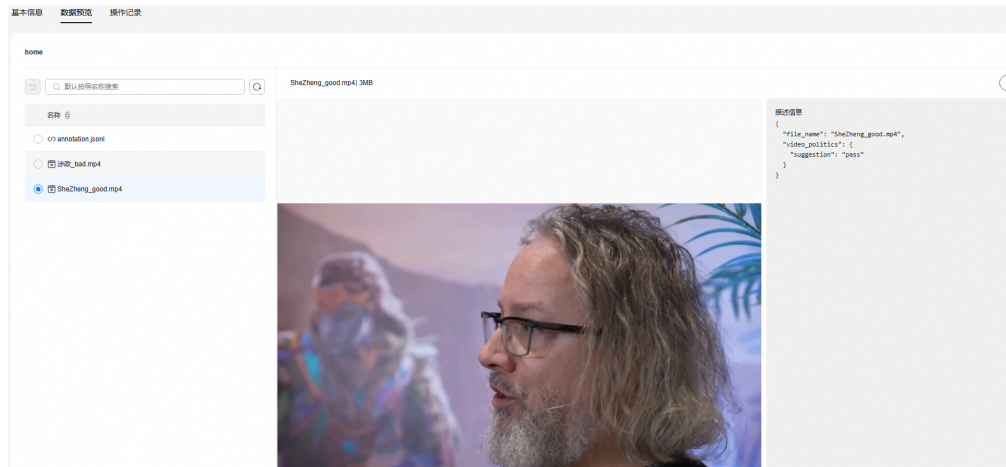 基本信息 数据预览 操作记录
home
默认按照名称搜索
SheZheng_good.mp4| 3MB
名称
</> annotation.jsonl
涉政_bad.mp4
SheZheng_good.mp4
描述信息
{
"file_name": "SheZheng_good.mp4",
"video_politics": {
"suggestion": "pass"
}
}